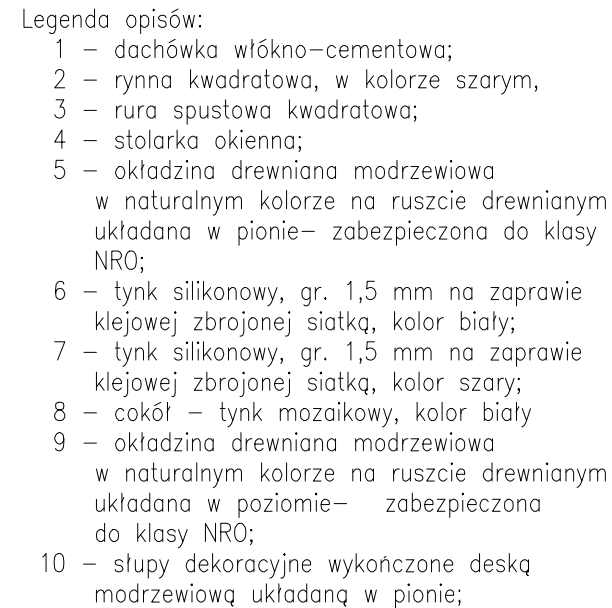 Legenda opisów:
1 – dachówka włókno–cementowa;
2 – rynna kwadratowa, w kolorze szarym,
3 – rura spustowa kwadratowa;
4 – stolarka okienna;
5 – okładzina drewniana modrzewiowa
w naturalnym kolorze na ruszcie drewnianym
układana w pionie– zabezpieczona do klasy
NRO;
6 – tynk silikonowy, gr. 1,5 mm na zaprawie
klejowej zbrojonej siatką, kolor biały;
7 – tynk silikonowy, gr. 1,5 mm na zaprawie
klejowej zbrojonej siatką, kolor szary;
8 – cokół – tynk mozaikowy, kolor biały
9 – okładzina drewniana modrzewiowa
w naturalnym kolorze na ruszcie drewnianym
układana w poziomie– zabezpieczona
do klasy NRO;
10 – słupy dekoracyjne wykończone deską
modrzewiową układaną w pionie;